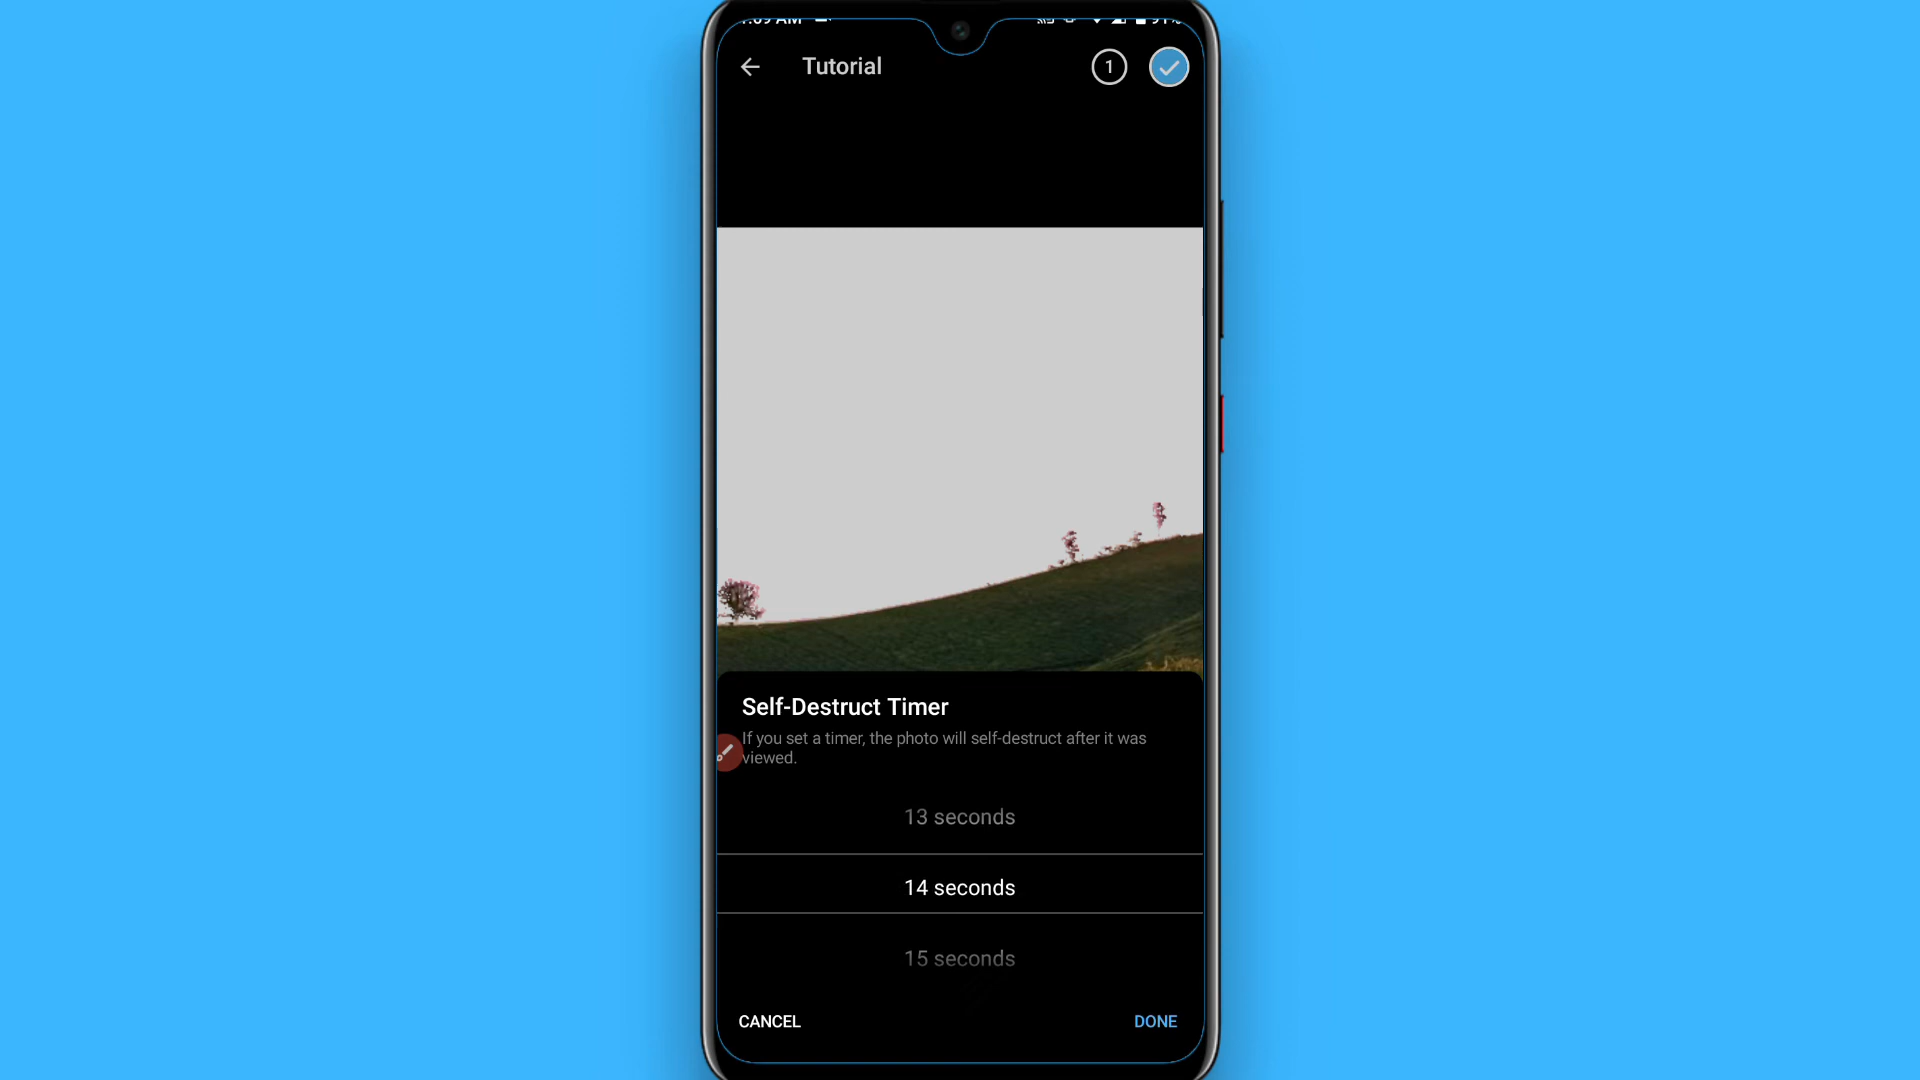 Tutorial
1
Self-Destruct Timer
If you set a timer, the photo will self-destruct after it was
viewed.
13 seconds
14 seconds
15 seconds
CANCEL
DONE